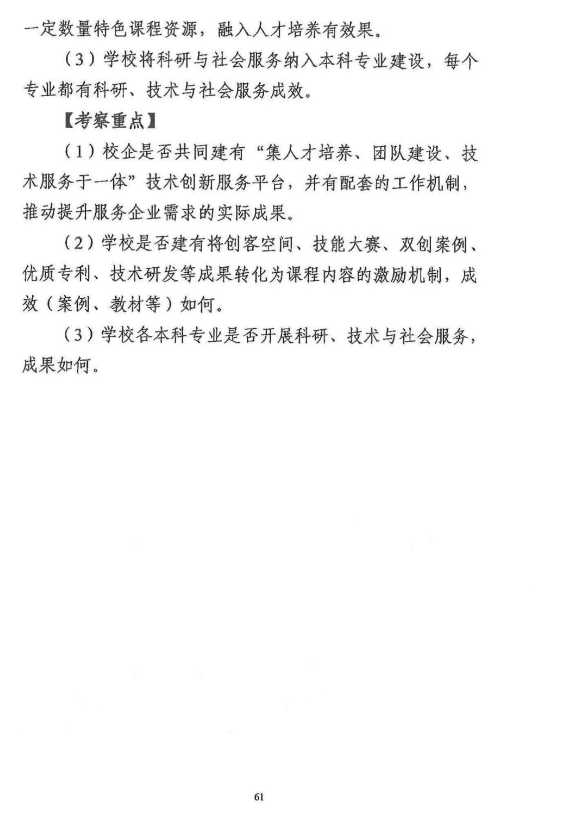 一定数量特色课程资源，融入人才培养有效果。
（3）学校将科研与社会服务纳入本科专业建设，每个
专业都有科研、技术与社会服务成效。
【考察重点】
（1）校企是否共同建有“集人才培养、团队建设、技
术服务于一体”技术创新服务平台，并有配套的工作机制，
推动提升服务企业需求的实际成果。
（2）学校是否建有将创客空间、技能大赛、双创案例、
优质专利、技术研发等成果转化为课程内容的激励机制，成
效（案例、教材等）如何。
（3）学校各本科专业是否开展科研、技术与社会服务，
成果如何。
61